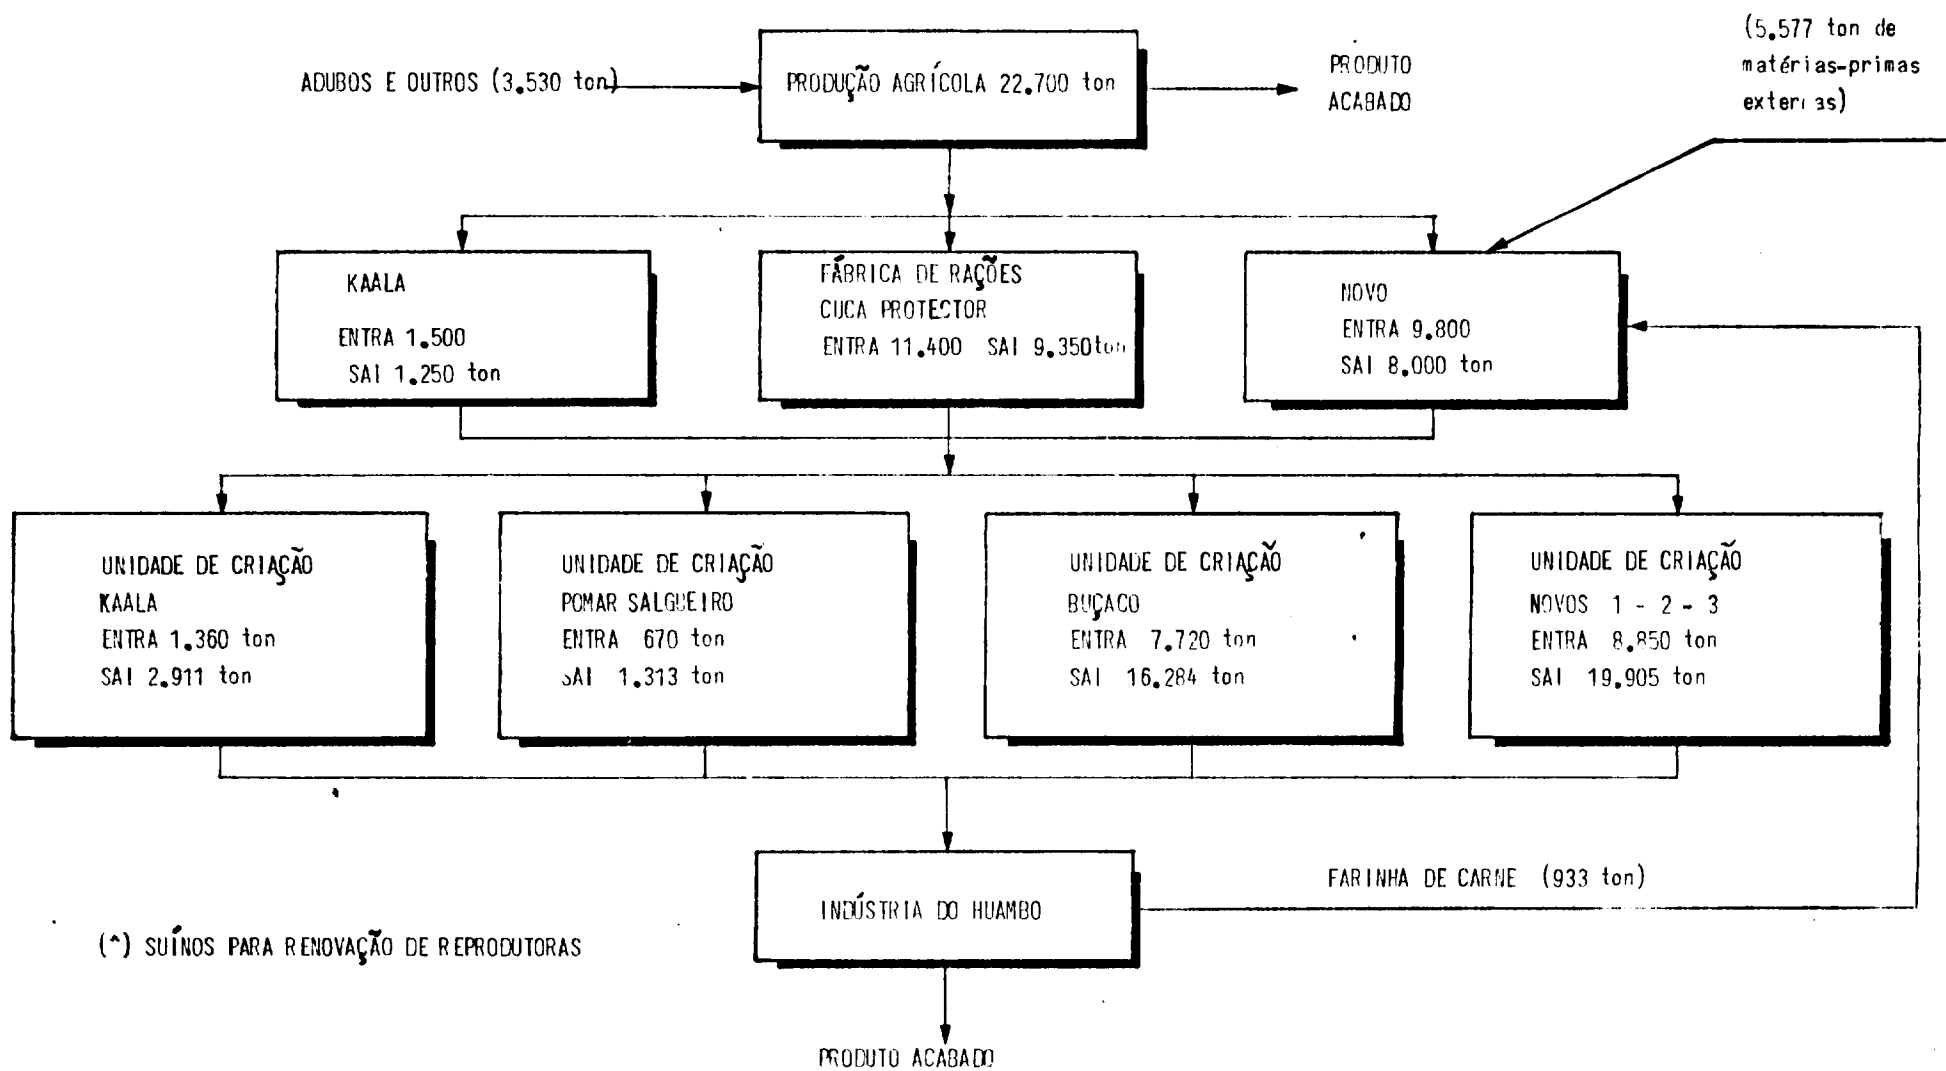 (5.577 ton de
matérias-primas
externas)
ADUBOS E OUTROS (3.530 ton)
PRODUÇÃO AGRÍCOLA 22.700 ton
PRODUTO
ACABADO
KAALA
ENTRA 1.500
SAI 1.250 ton
FÁBRICA DE RAÇÕES
CUCA PROTECTOR
ENTRA 11.400 SAI 9.350 ton
NOVO
ENTRA 9.800
SAI 8.000 ton
UNIDADE DE CRIAÇÃO
KAALA
ENTRA 1.360 ton
SAI 2.911 ton
UNIDADE DE CRIAÇÃO
POMAR SALGUEIRO
ENTRA 670 ton
SAI 1.313 ton
UNIDADE DE CRIAÇÃO
BUÇACO
ENTRA 7.720 ton
SAI 16.284 ton
UNIDADE DE CRIAÇÃO
NOVOS 1 - 2 - 3
ENTRA 8.850 ton
SAI 19.905 ton
INDÚSTRIA DO HUAMBO
FARINHA DE CARNE (933 ton)
(*) SUÍNOS PARA RENOVAÇÃO DE REPRODUTORAS
PRODUTO ACABADO